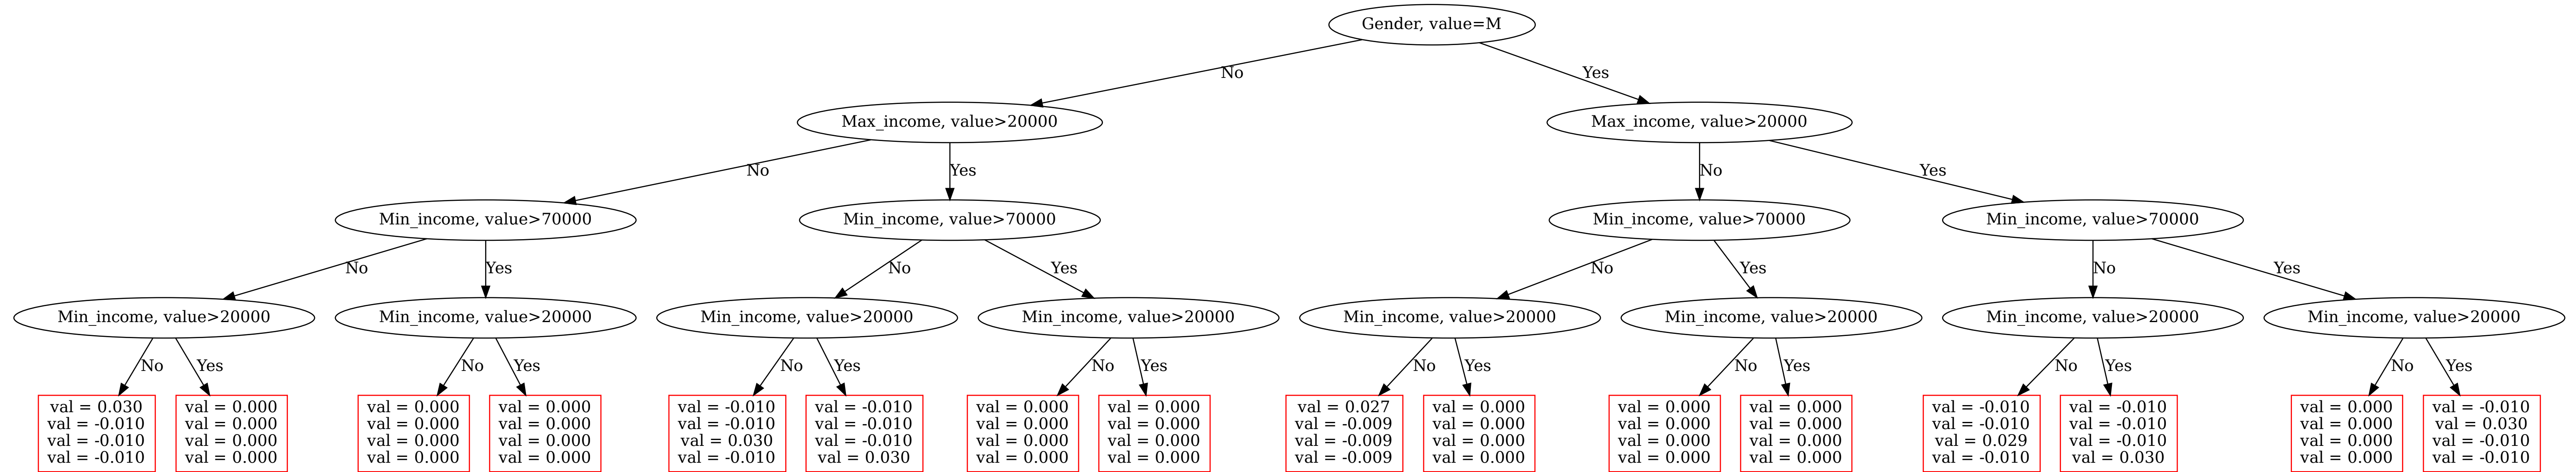 Gender, value=M
No
Yes
Max_income, value>20000
Max_income, value>20000
No
Yes
No
Yes
Min_income, value>70000
Min_income, value>70000
Min_income, value>70000
Min_income, value>70000
No
Yes
No
Yes
No
Yes
No
Yes
Min_income, value>20000
Min_income, value>20000
Min_income, value>20000
Min_income, value>20000
Min_income, value>20000
Min_income, value>20000
Min_income, value>20000
Min_income, value>20000
No
Yes
No
Yes
No
Yes
No
Yes
No
Yes
No
Yes
No
Yes
No
Yes
val = 0.030
val = -0.010
val = -0.010
val = -0.010
val = 0.000
val = 0.000
val = 0.000
val = 0.000
val = 0.000
val = 0.000
val = 0.000
val = 0.000
val = 0.000
val = 0.000
val = 0.000
val = 0.000
val = -0.010
val = -0.010
val = 0.030
val = -0.010
val = -0.010
val = -0.010
val = -0.010
val = 0.030
val = 0.000
val = 0.000
val = 0.000
val = 0.000
val = 0.000
val = 0.000
val = 0.000
val = 0.000
val = 0.027
val = -0.009
val = -0.009
val = -0.009
val = 0.000
val = 0.000
val = 0.000
val = 0.000
val = 0.000
val = 0.000
val = 0.000
val = 0.000
val = 0.000
val = 0.000
val = 0.000
val = 0.000
val = -0.010
val = -0.010
val = 0.029
val = -0.010
val = -0.010
val = -0.010
val = -0.010
val = 0.030
val = 0.000
val = 0.000
val = 0.000
val = 0.000
val = -0.010
val = 0.030
val = -0.010
val = -0.010